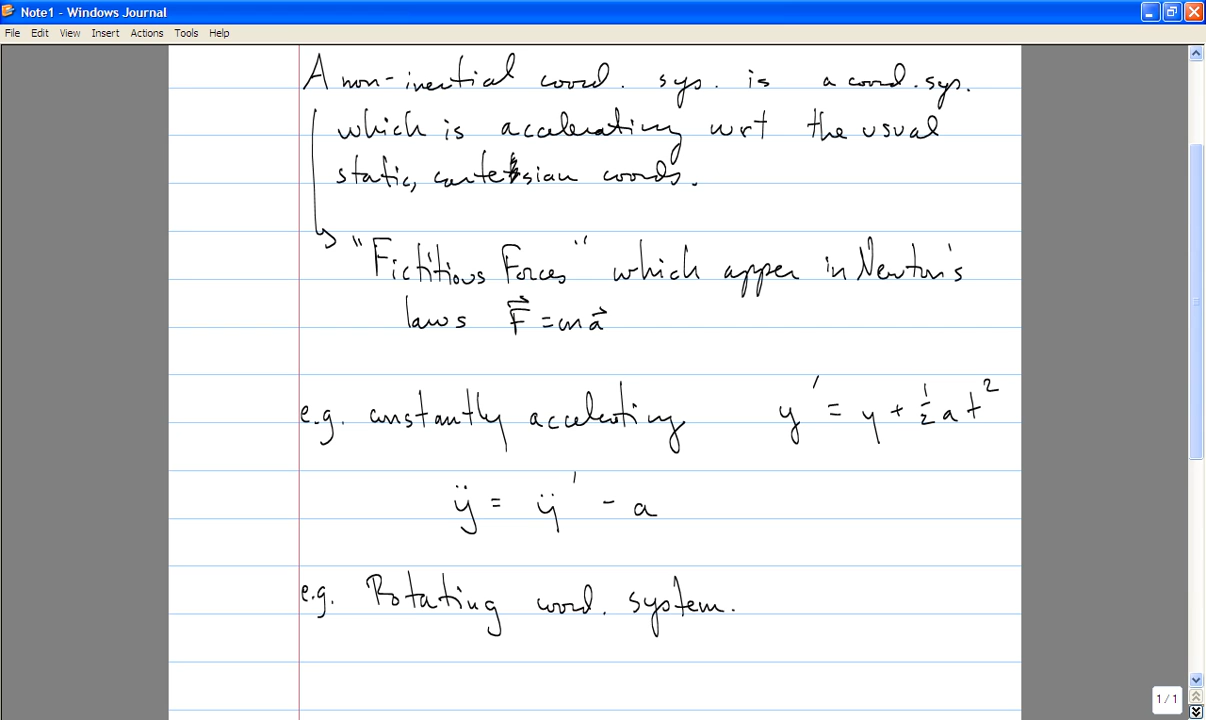 Note1 - Windows Journal
File Edit View Insert Actions Tools Help
A non-inertial coord. sys. is a coord. sys.
which is accelerating wrt the usual
static, cartesian coords.
"Fictitious Forces" which apper in Newton's
laws F⃗ = ma⃗
e.g. constantly accelerating y' = y + ½at²
ÿ = ÿ' - a
e.g. Rotating coord. system.
1 / 1